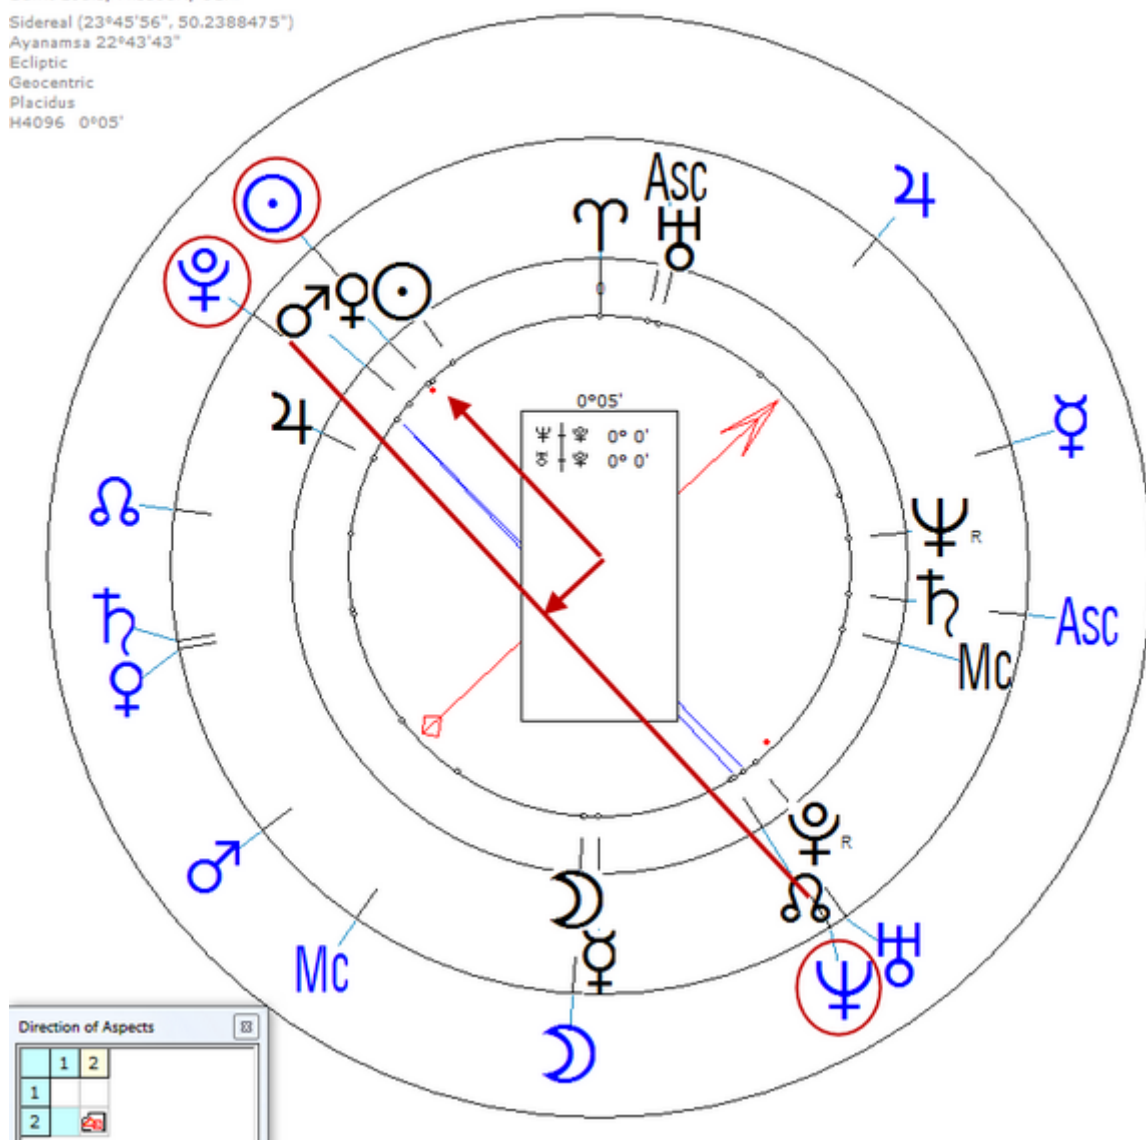 Sidereal (23°45'56", 50.2388475")
Ayanamsa 22°43'43"
Ecliptic
Geocentric
Placidus
H4096 0°05'
Asc
0
0°05'
♆ 0° 0'
0° 0'
R
Asc
Mc
R
Mc
Direction of Aspects
1 2
1
2